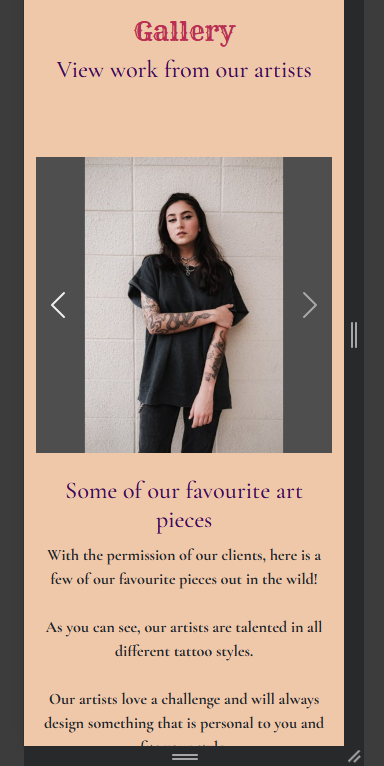 Gallery
View work from our artists
Some of our favourite art
pieces
With the permission of our clients, here is a
few of our favourite pieces out in the wild!
As you can see, our artists are talented in all
different tattoo styles.
Our artists love a challenge and will always
design something that is personal to you and